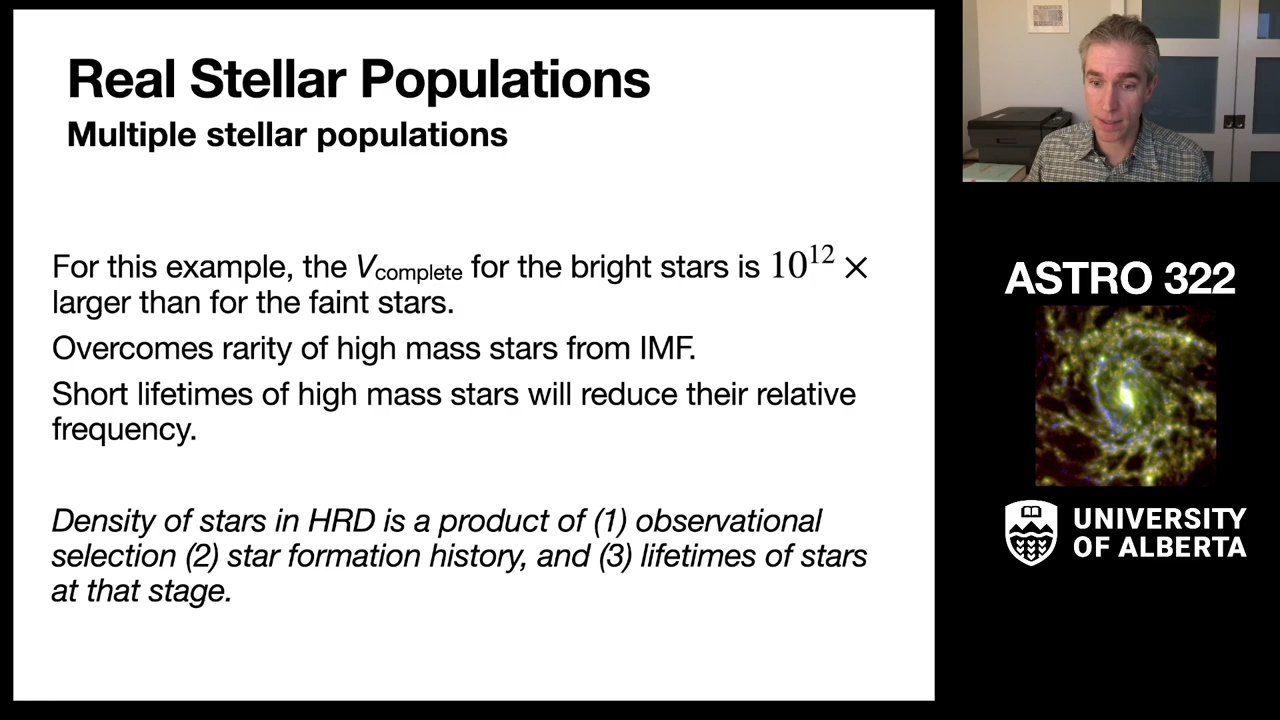 Real Stellar Populations
Multiple stellar populations
For this example, the Vcomplete for the bright stars is 10^12 ×
larger than for the faint stars.
Overcomes rarity of high mass stars from IMF.
Short lifetimes of high mass stars will reduce their relative
frequency.
Density of stars in HRD is a product of (1) observational
selection (2) star formation history, and (3) lifetimes of stars
at that stage.
ASTRO 322
UNIVERSITY
OF ALBERTA